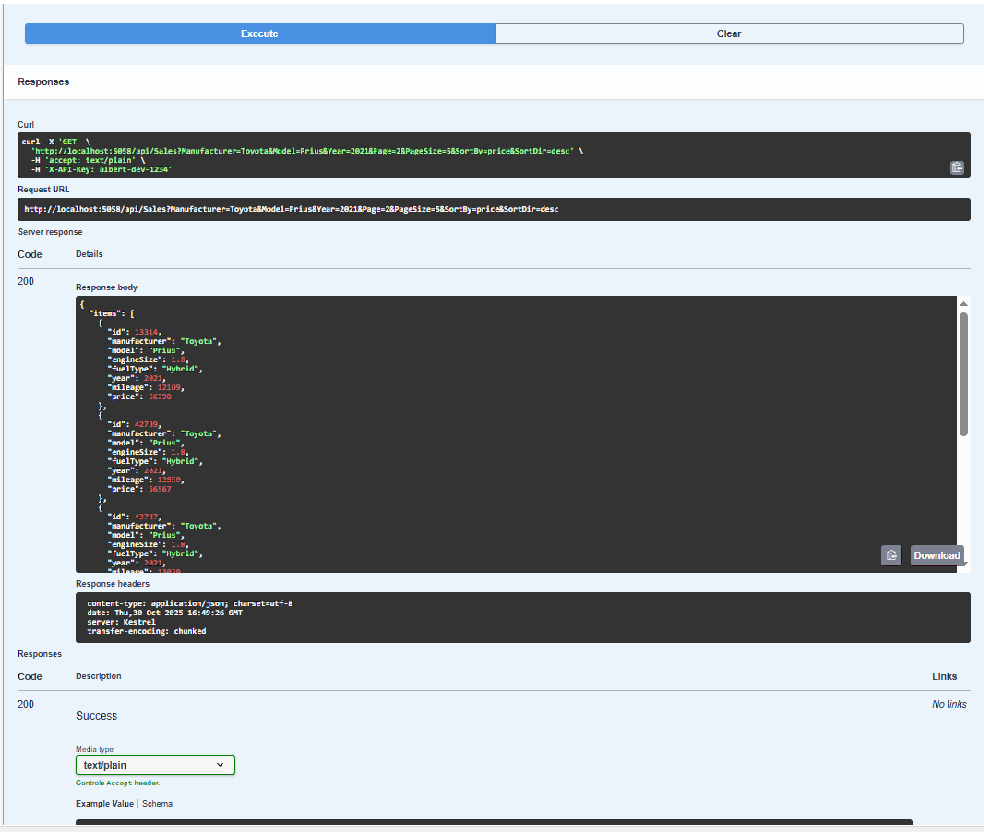 Execute
Clear
Responses
Curl
curl -X 'GET' \
'http://localhost:5058/api/Sales?Manufacturer=Toyota&Model=Prius&Year=2021&Page=2&PageSize=5&SortBy=price&SortDir=desc' \
-H 'accept: text/plain' \
-H 'X-API-Key: albert-dev-1234'
Request URL
http://localhost:5058/api/Sales?Manufacturer=Toyota&Model=Prius&Year=2021&Page=2&PageSize=5&SortBy=price&SortDir=desc
Server response
Code
Details
200
Response body
{
"items": [
{
"id": 13314,
"manufacturer": "Toyota",
"model": "Prius",
"engineSize": 1.8,
"fuelType": "Hybrid",
"year": 2021,
"mileage": 12109,
"price":
},
{
"id": 42739,
"manufacturer": "Toyota",
"model": "Prius",
"engineSize": 1.8,
"fuelType": "Hybrid",
"year": 2021,
"mileage":
"price": 56567
},
{
"id":
"manufacturer": "Toyota",
"model": "Prius",
"engineSize": 1.8,
"fuelType": "Hybrid",
"year": 2021,
"mileage":
Download
Response headers
content-type: application/json; charset=utf-8
date: Thu,30 Oct 2025 16:49:26 GMT
server: Kestrel
transfer-encoding: chunked
Responses
Code
Description
Links
200
Success
No links
Media type
text/plain
Controls Accept header.
Example Value | Schema